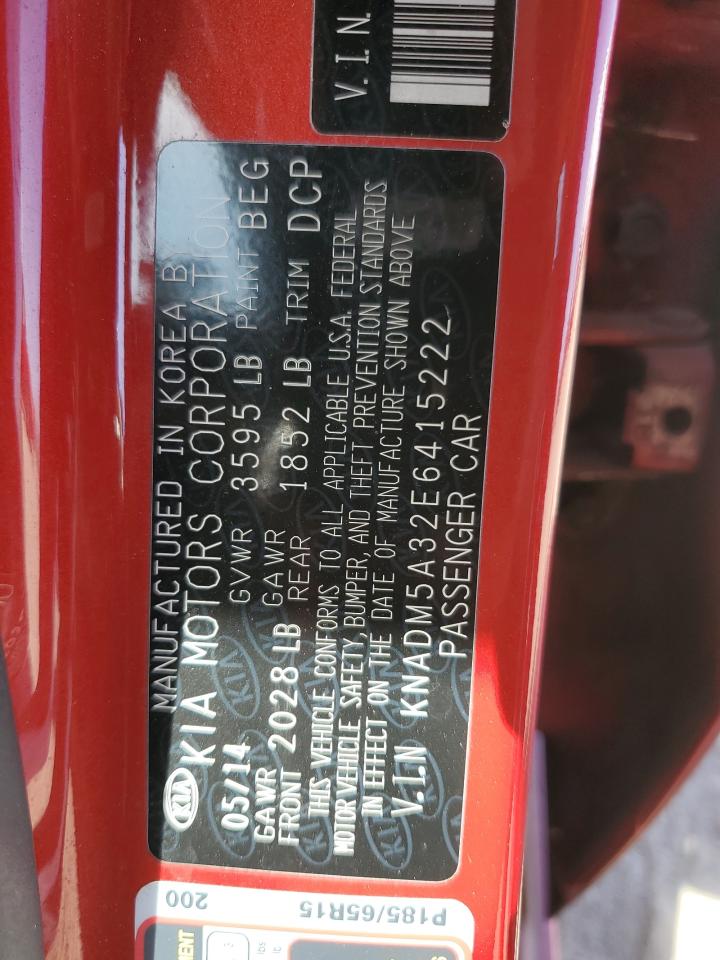 V.I.N.
MANUFACTURED IN KOREA B
KIA KIA MOTORS CORPORATION
05/14 GVWR 3595 LB PAINT BEG
GAWR FRONT 2028 LB GAWR REAR 1852 LB TRIM DCP
THIS VEHICLE CONFORMS TO ALL APPLICABLE U.S.A. FEDERAL
MOTOR VEHICLE SAFETY, BUMPER, AND THEFT PREVENTION STANDARDS
IN EFFECT ON THE DATE OF MANUFACTURE SHOWN ABOVE
V.I.N KNADM5A32E6415222
PASSENGER CAR
P185/65R15
200